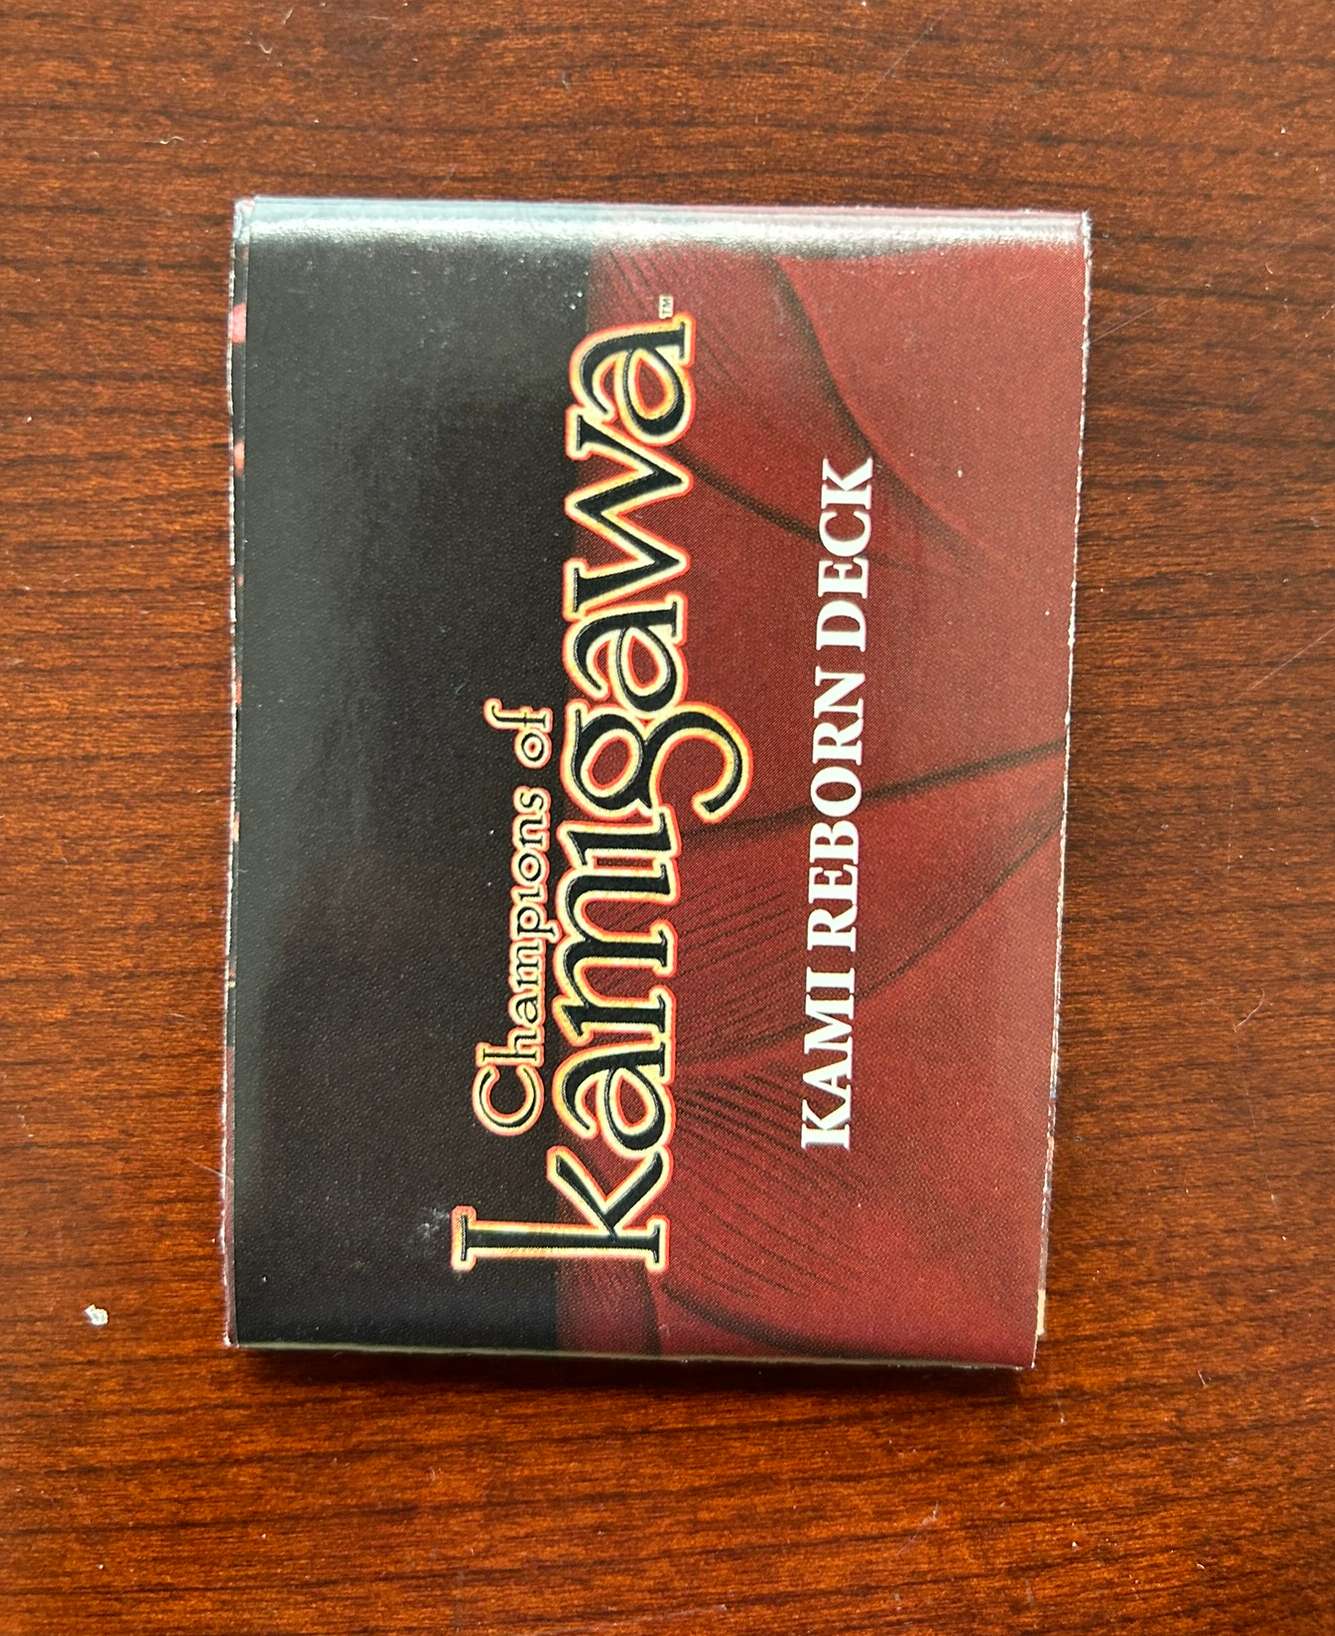 Champions of
Kamigawa™
KAMI REBORN DECK